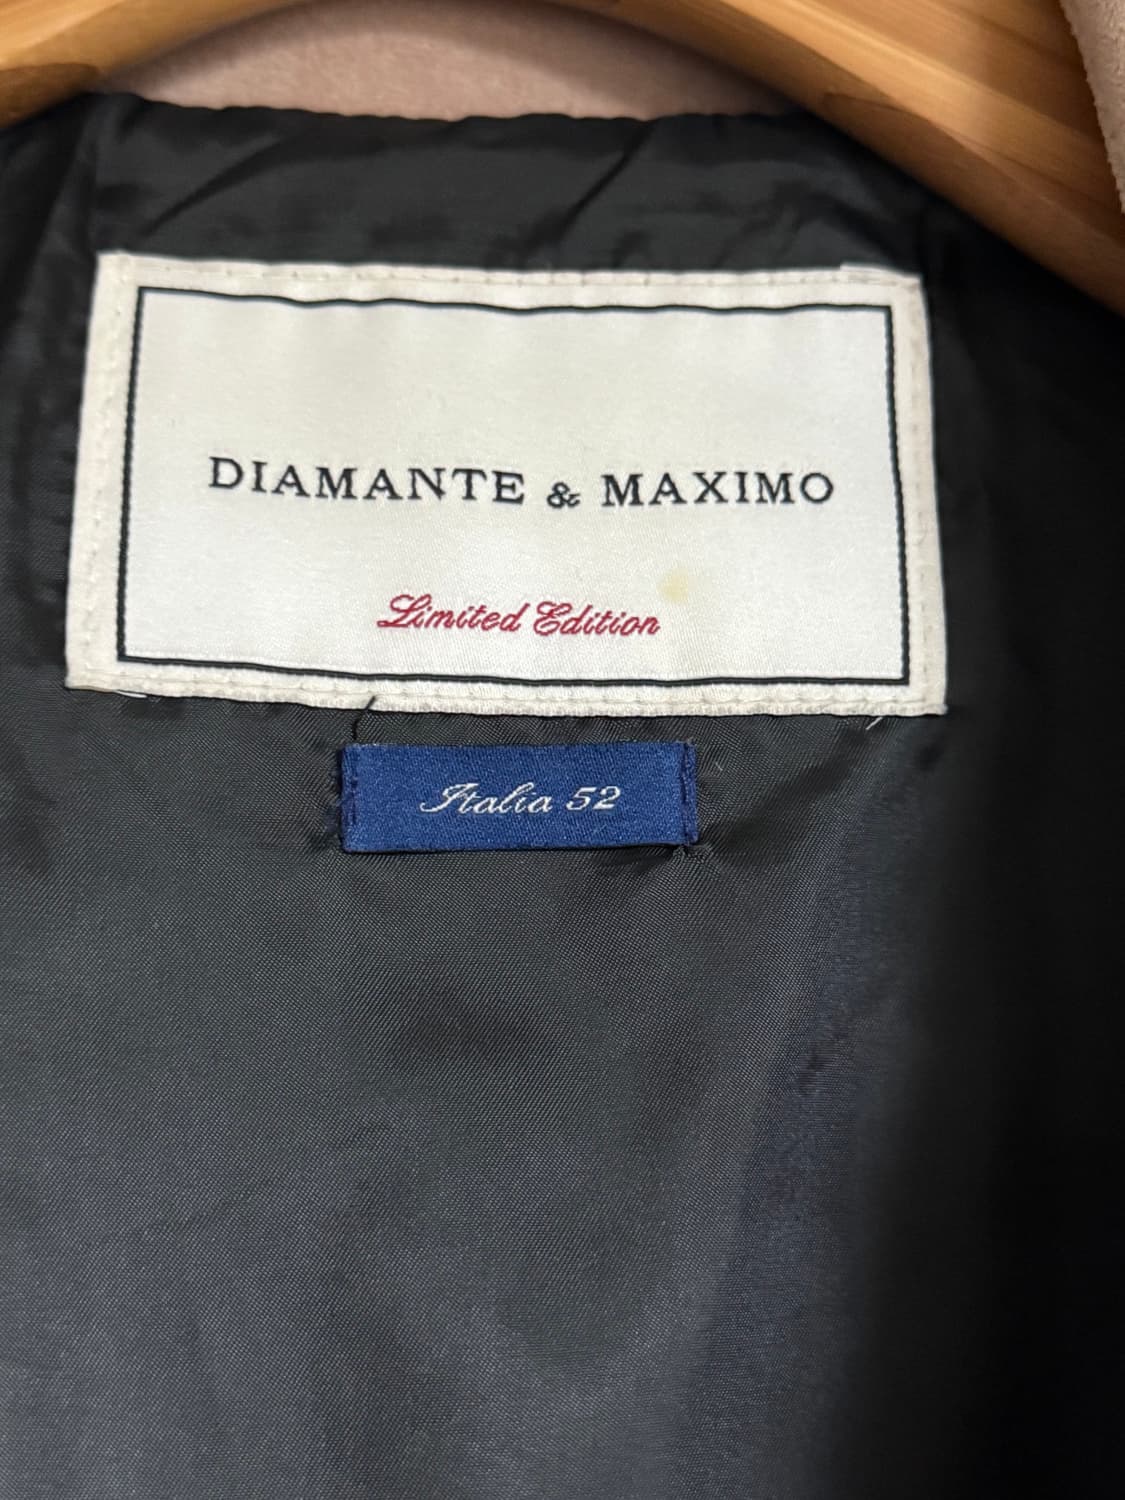 DIAMANTE & MAXIMO
Limited Edition
Italia 52